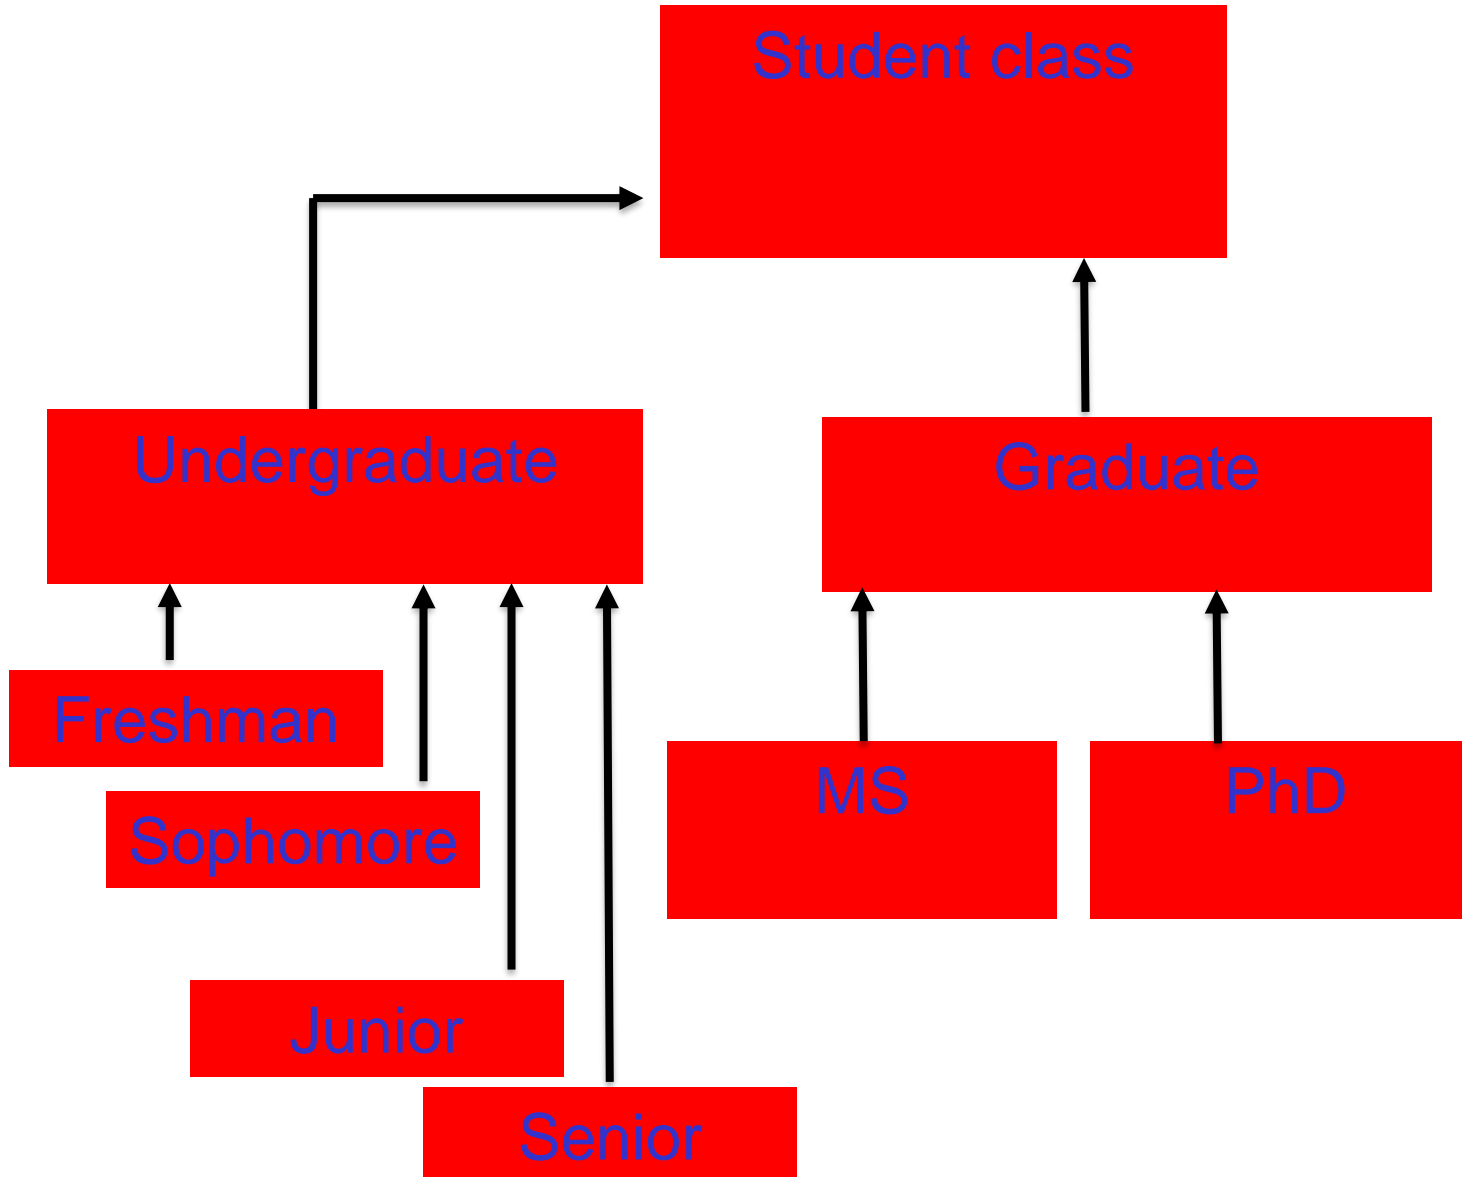 Student class
Undergraduate
Graduate
Freshman
Sophomore
MS
PhD
Junior
Senior